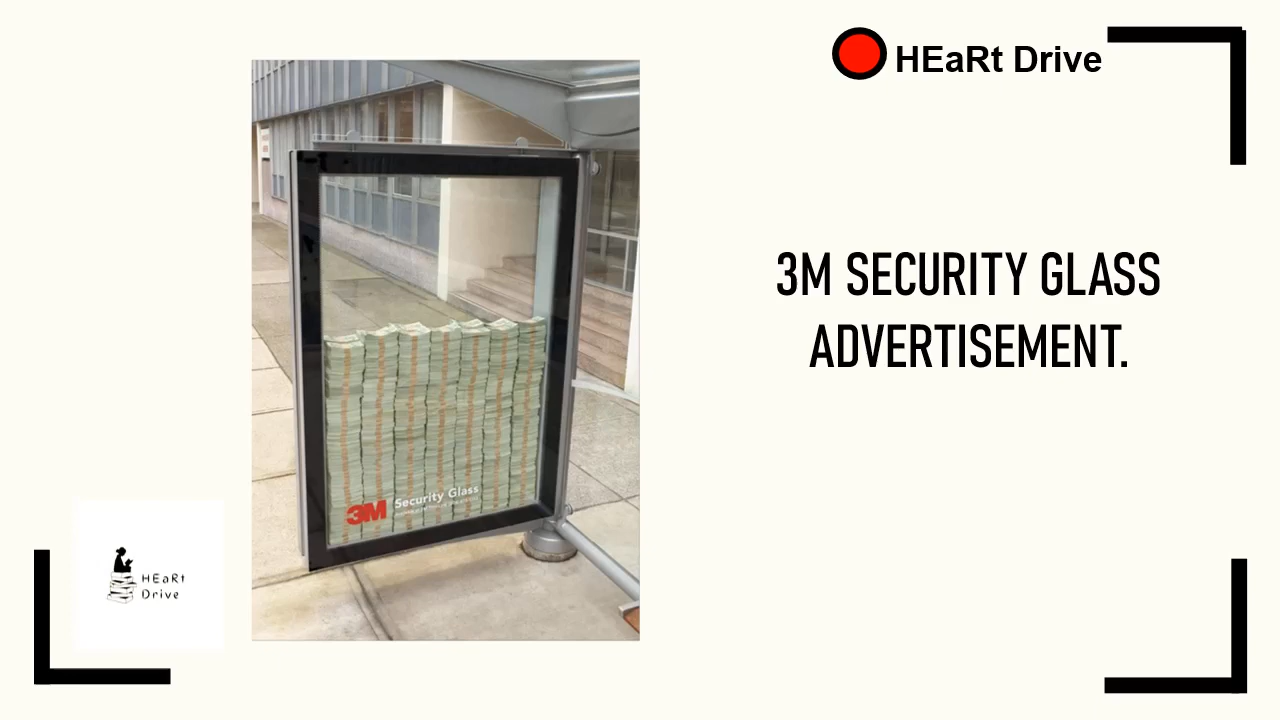 HEaRt Drive
3M SECURITY GLASS
ADVERTISEMENT.
3M Security Glass
HEaRt
Drive